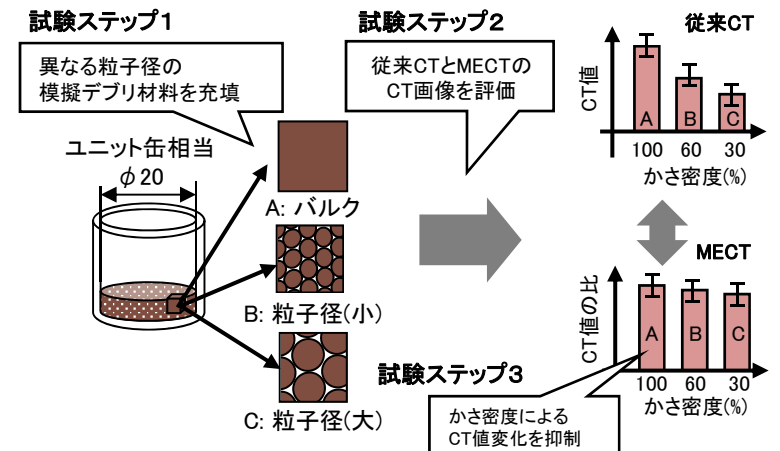 試験ステップ1
異なる粒子径の
模擬デブリ材料を充填
ユニット缶相当
φ20
A: バルク
B: 粒子径(小)
C: 粒子径(大)
試験ステップ2
従来CTとMECTの
CT画像を評価
従来CT
CT値
A B C
100 60 30
かさ密度(%)
MECT
CT値の比
A B C
100 60 30
かさ密度(%)
試験ステップ3
かさ密度による
CT値変化を抑制